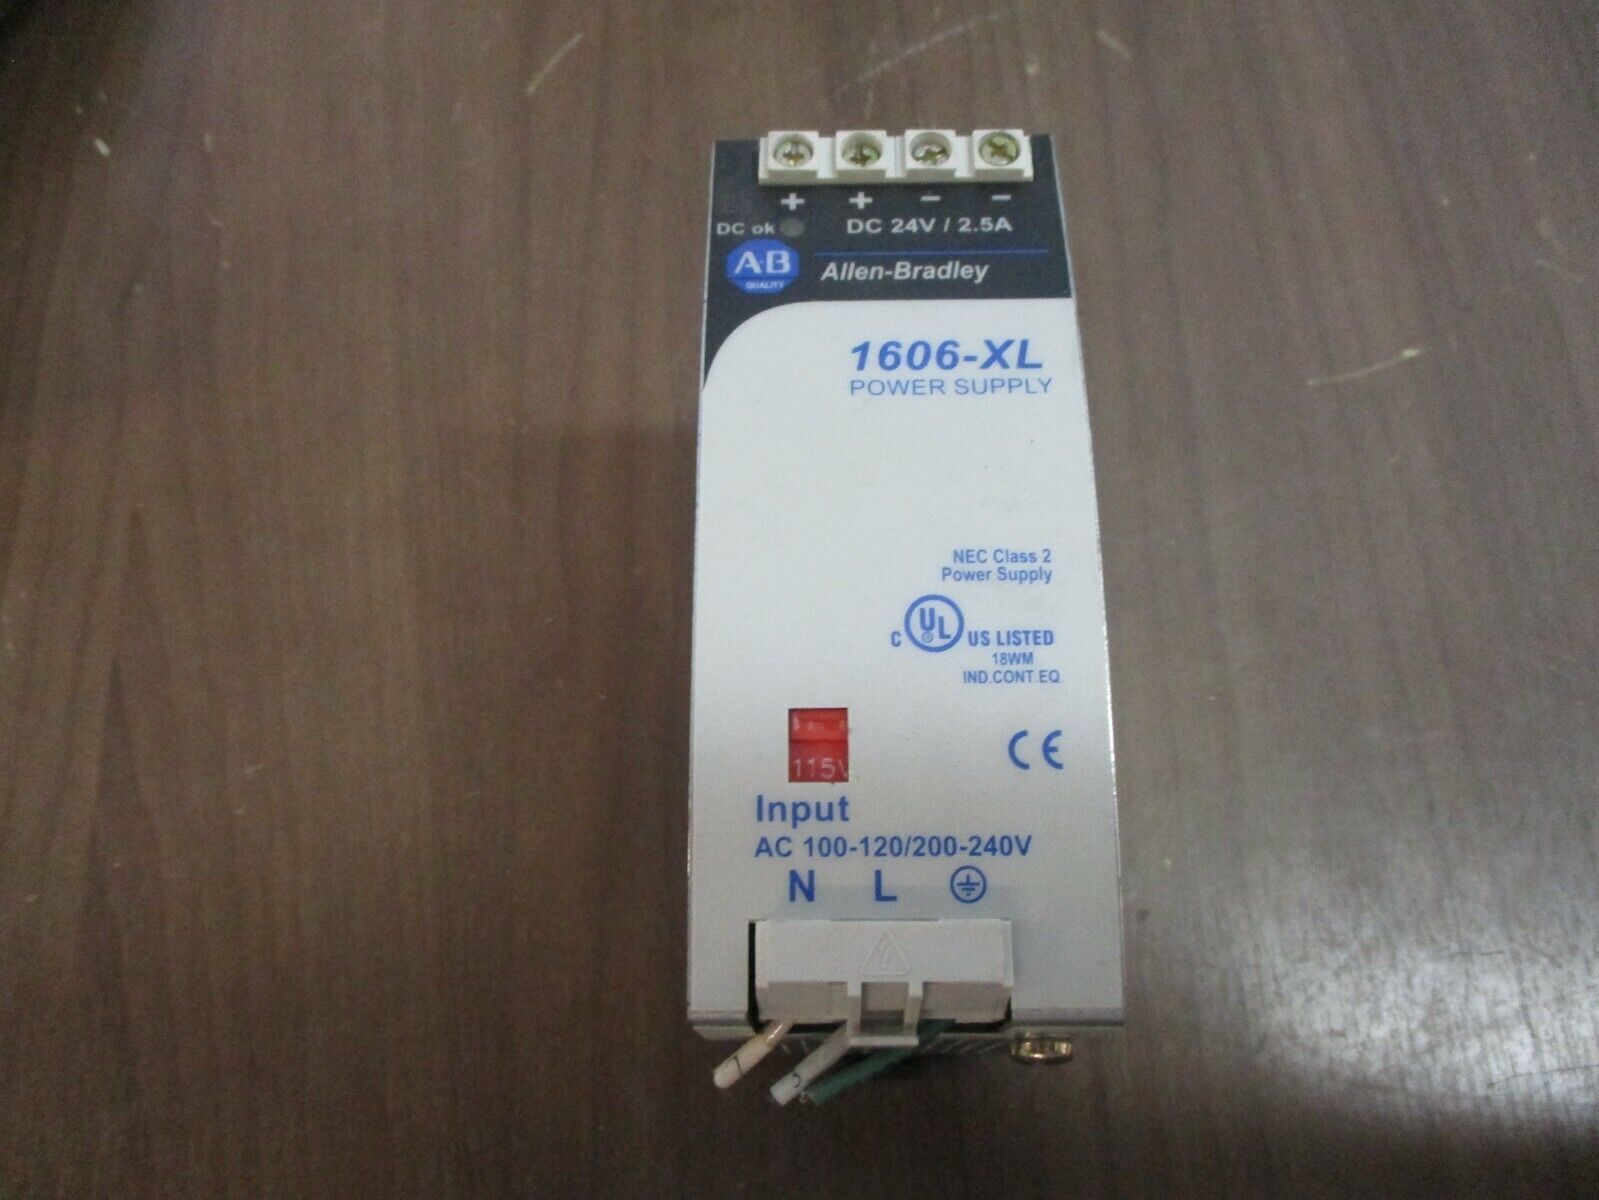 + + - -
DC ok DC 24V / 2.5A
A·B
QUALITY
Allen-Bradley
1606-XL
POWER SUPPLY
NEC Class 2
Power Supply
C UL US LISTED
18WM
IND.CONT.EQ.
CE
115V
Input
AC 100-120/200-240V
N L